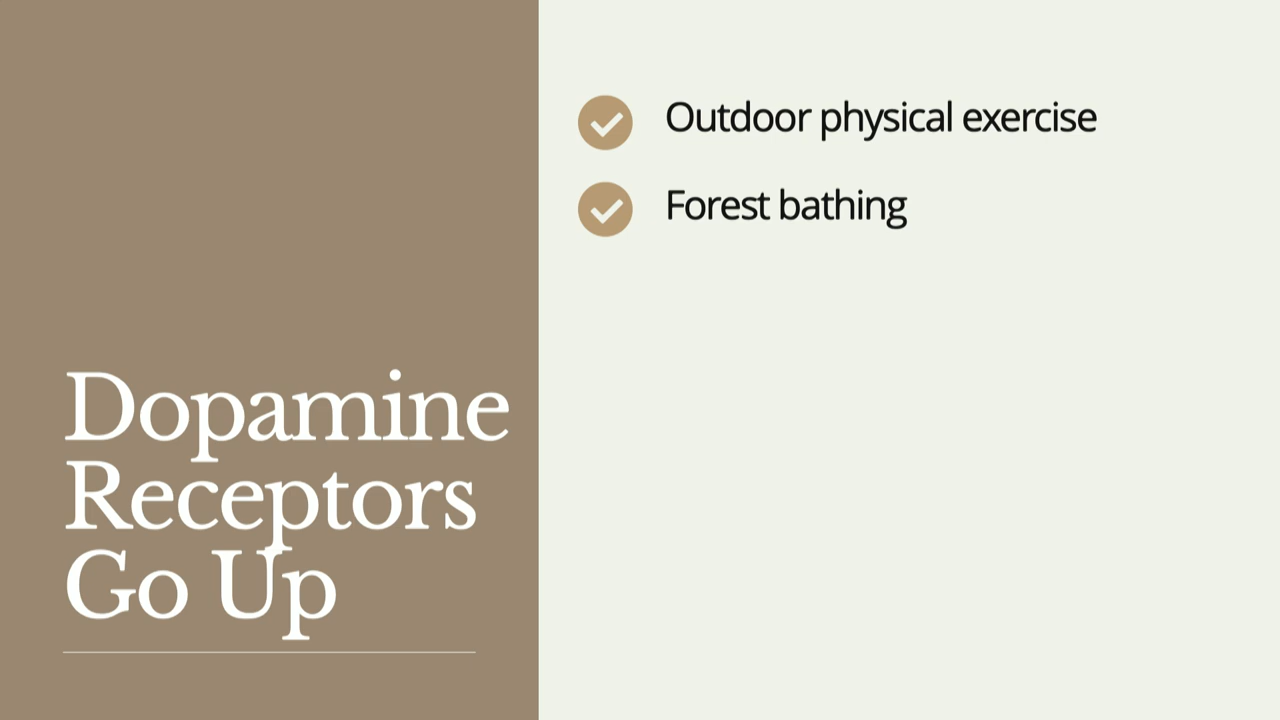 Outdoor physical exercise
Forest bathing
Dopamine
Receptors
Go Up